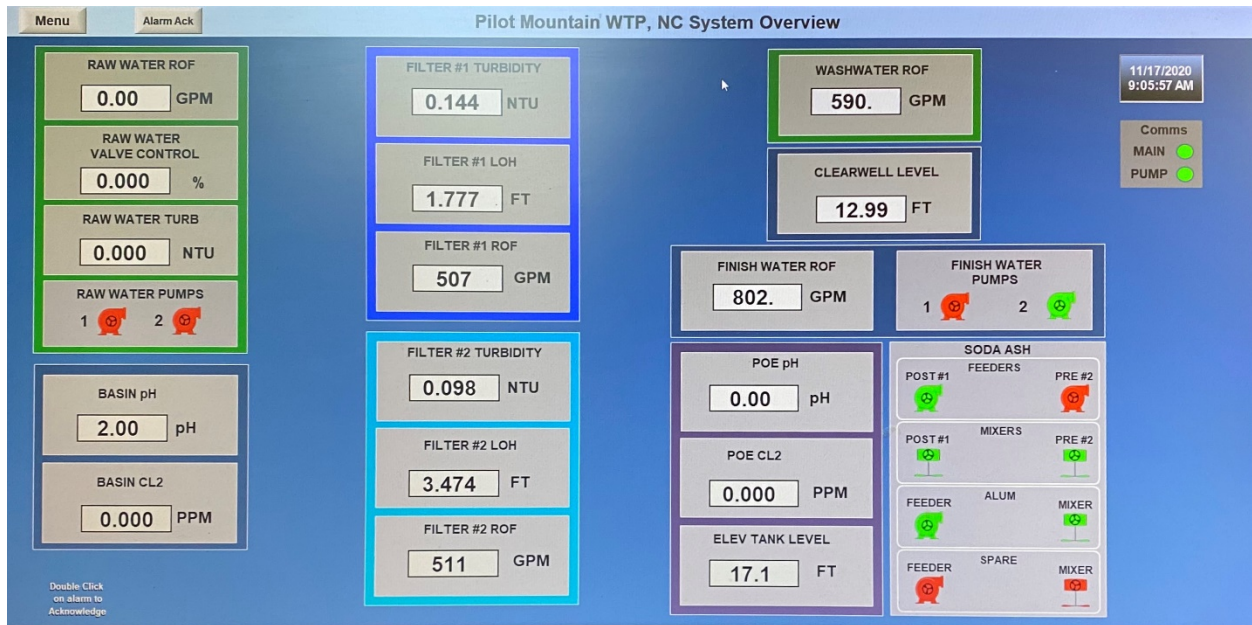 Menu
Alarm Ack
Pilot Mountain WTP, NC System Overview
RAW WATER ROF
0.00 GPM
RAW WATER
VALVE CONTROL
0.000 %
RAW WATER TURB
0.000 NTU
RAW WATER PUMPS
1 2
BASIN pH
2.00 pH
BASIN CL2
0.000 PPM
Double Click
on alarm to
Acknowledge
FILTER #1 TURBIDITY
0.144 NTU
FILTER #1 LOH
1.777 FT
FILTER #1 ROF
507 GPM
FILTER #2 TURBIDITY
0.098 NTU
FILTER #2 LOH
3.474 FT
FILTER #2 ROF
511 GPM
WASHWATER ROF
590. GPM
CLEARWELL LEVEL
12.99 FT
FINISH WATER ROF
802. GPM
FINISH WATER
PUMPS
1 2
POE pH
0.00 pH
POE CL2
0.000 PPM
ELEV TANK LEVEL
17.1 FT
SODA ASH
FEEDERS
POST#1 PRE #2
MIXERS
POST#1 PRE #2
ALUM
FEEDER MIXER
SPARE
FEEDER MIXER
11/17/2020
9:05:57 AM
Comms
MAIN
PUMP